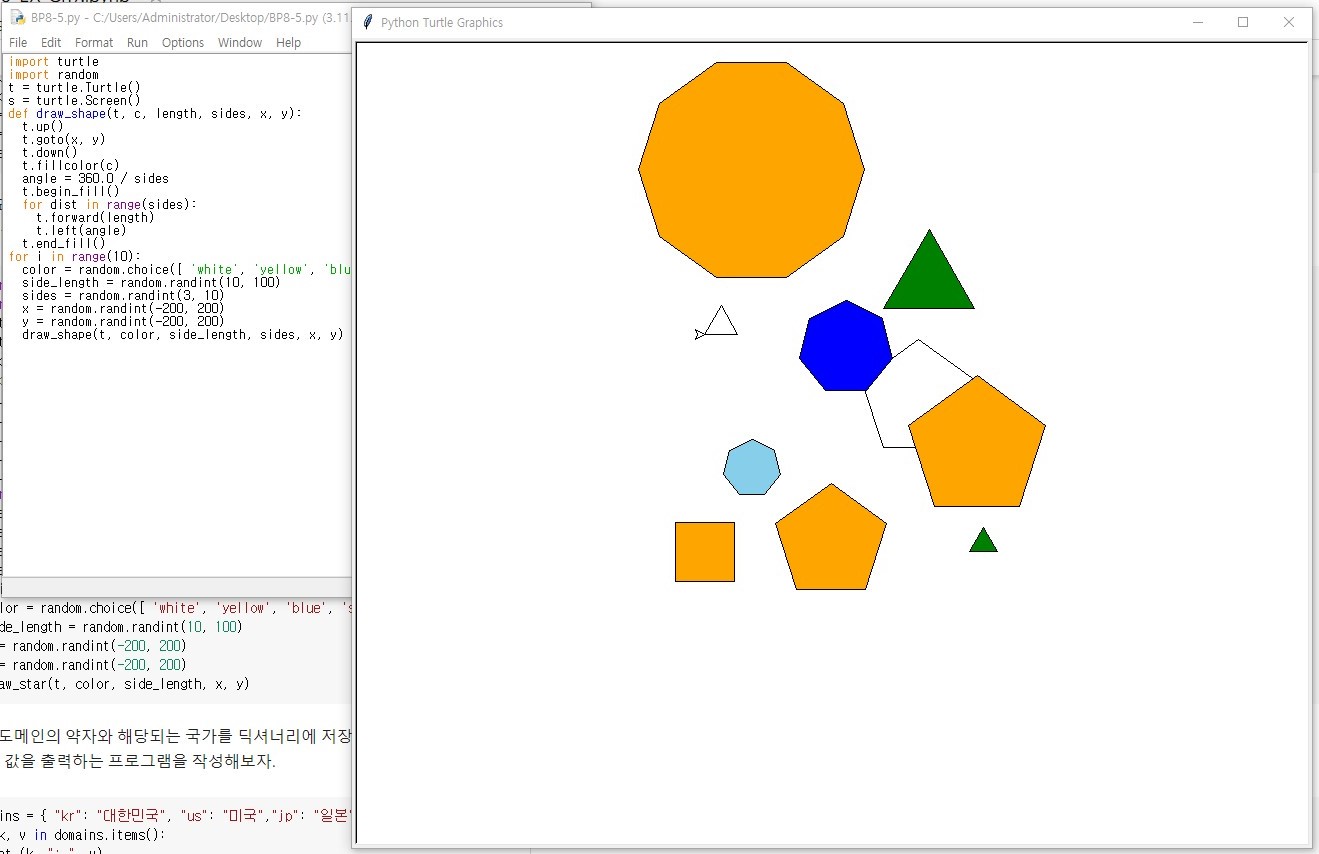 BP8-5.py - C:/Users/Administrator/Desktop/BP8-5.py (3.11.
File Edit Format Run Options Window Help
import turtle
import random
t = turtle.Turtle()
s = turtle.Screen()
def draw_shape(t, c, length, sides, x, y):
  t.up()
  t.goto(x, y)
  t.down()
  t.fillcolor(c)
  angle = 360.0 / sides
  t.begin_fill()
  for dist in range(sides):
    t.forward(length)
    t.left(angle)
  t.end_fill()
for i in range(10):
  color = random.choice([ 'white', 'yellow', 'blu
  side_length = random.randint(10, 100)
  sides = random.randint(3, 10)
  x = random.randint(-200, 200)
  y = random.randint(-200, 200)
  draw_shape(t, color, side_length, sides, x, y)
Python Turtle Graphics
lor = random.choice([ 'white', 'yellow', 'blue', 's
de_length = random.randint(10, 100)
= random.randint(-200, 200)
= random.randint(-200, 200)
aw_star(t, color, side_length, x, y)
도메인의 약자와 해당되는 국가를 딕셔너리에 저장
값을 출력하는 프로그램을 작성해보자.
ins = { "kr": "대한민국", "us": "미국","jp": "일본"
k, v in domains.items():